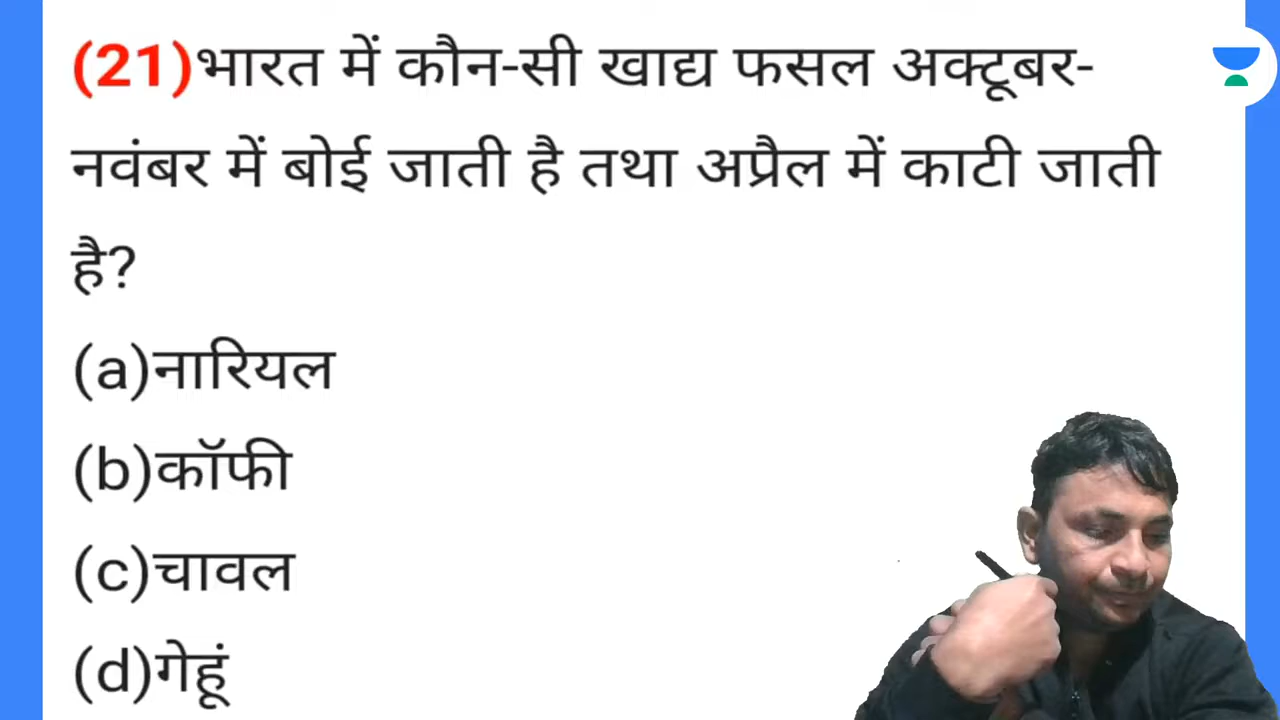 (21)भारत में कौन-सी खाद्य फसल अक्टूबर-
नवंबर में बोई जाती है तथा अप्रैल में काटी जाती
है?
(a)नारियल
(b)कॉफी
(c)चावल
(d)गेहूं